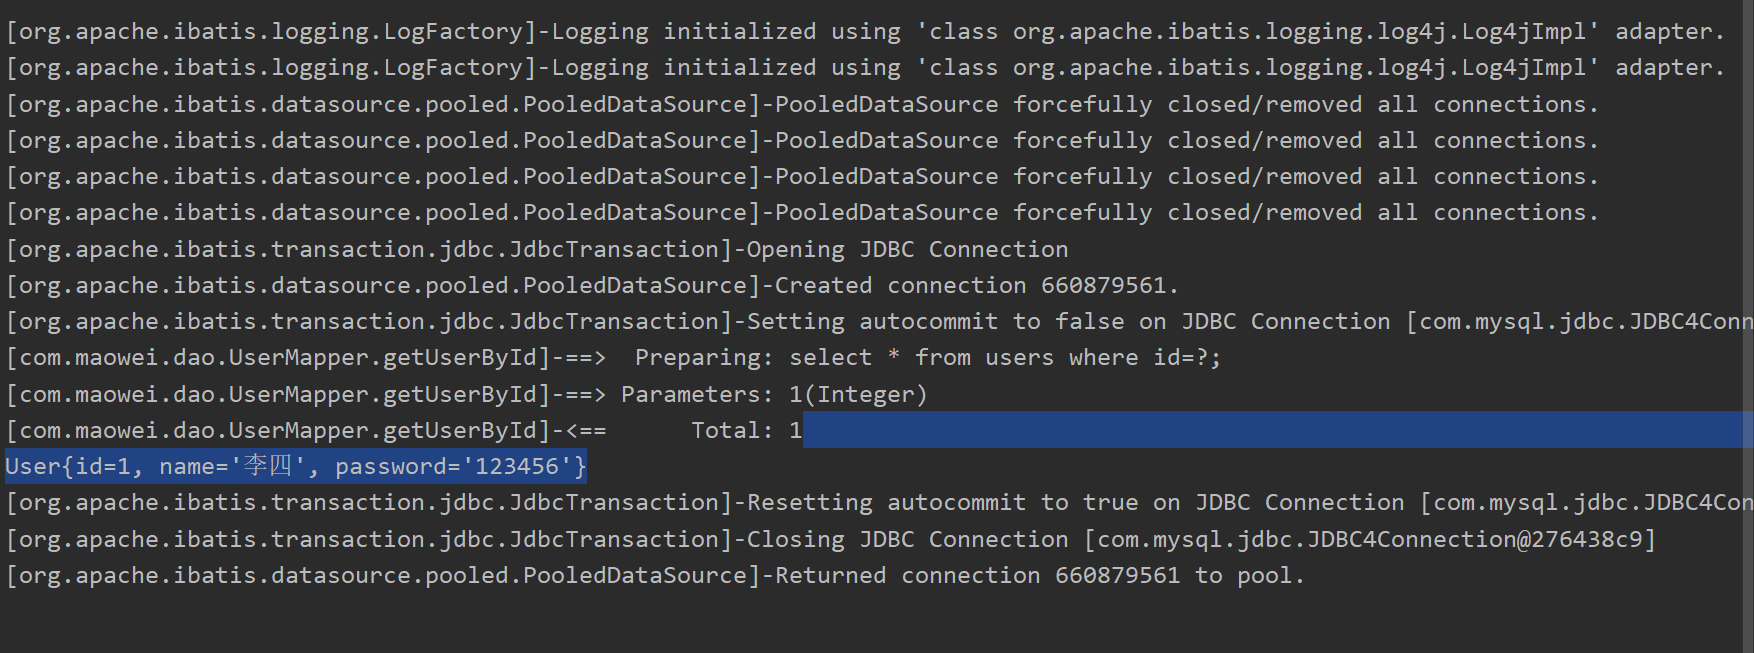 [org.apache.ibatis.logging.LogFactory]-Logging initialized using 'class org.apache.ibatis.logging.log4j.Log4jImpl' adapter.
[org.apache.ibatis.logging.LogFactory]-Logging initialized using 'class org.apache.ibatis.logging.log4j.Log4jImpl' adapter.
[org.apache.ibatis.datasource.pooled.PooledDataSource]-PooledDataSource forcefully closed/removed all connections.
[org.apache.ibatis.datasource.pooled.PooledDataSource]-PooledDataSource forcefully closed/removed all connections.
[org.apache.ibatis.datasource.pooled.PooledDataSource]-PooledDataSource forcefully closed/removed all connections.
[org.apache.ibatis.datasource.pooled.PooledDataSource]-PooledDataSource forcefully closed/removed all connections.
[org.apache.ibatis.transaction.jdbc.JdbcTransaction]-Opening JDBC Connection
[org.apache.ibatis.datasource.pooled.PooledDataSource]-Created connection 660879561.
[org.apache.ibatis.transaction.jdbc.JdbcTransaction]-Setting autocommit to false on JDBC Connection [com.mysql.jdbc.JDBC4Conn
[com.maowei.dao.UserMapper.getUserById]-==>  Preparing: select * from users where id=?;
[com.maowei.dao.UserMapper.getUserById]-==> Parameters: 1(Integer)
[com.maowei.dao.UserMapper.getUserById]-<==      Total: 1
User{id=1, name='李四', password='123456'}
[org.apache.ibatis.transaction.jdbc.JdbcTransaction]-Resetting autocommit to true on JDBC Connection [com.mysql.jdbc.JDBC4Con
[org.apache.ibatis.transaction.jdbc.JdbcTransaction]-Closing JDBC Connection [com.mysql.jdbc.JDBC4Connection@276438c9]
[org.apache.ibatis.datasource.pooled.PooledDataSource]-Returned connection 660879561 to pool.